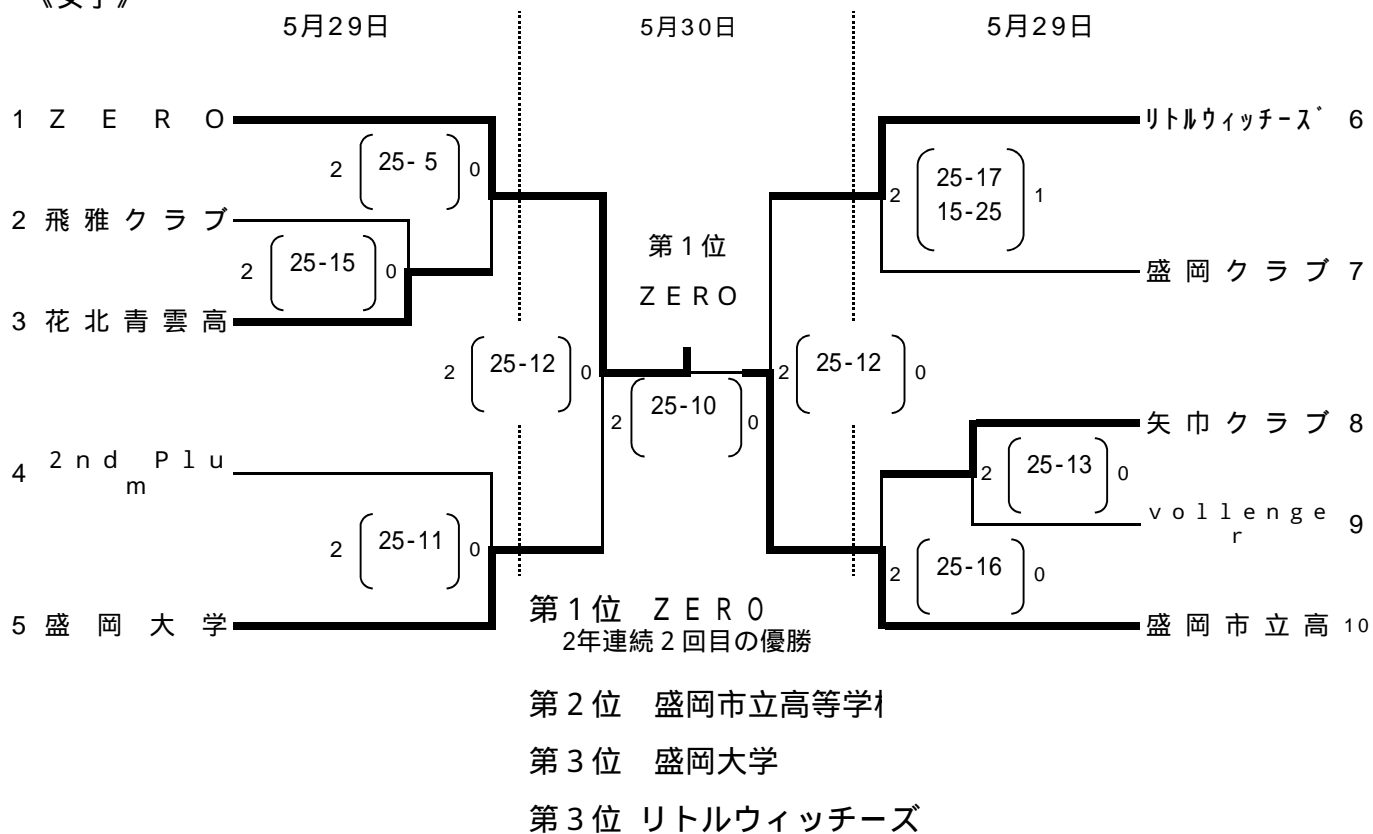 《女子》
5月29日 5月30日 5月29日
1 ＺＥＲＯ
リトルウィッチーズ 6
2 25- 5 0
2 25-17 1
15-25
2 飛雅クラブ
第１位
2 25-15 0
盛岡クラブ 7
ＺＥＲＯ
3 花北青雲高
2 25-12 0
2 25-12 0
2 25-10 0
矢巾クラブ 8
4 2nd Plu
m
2 25-13 0
vollenge
r 9
2 25-11 0
2 25-16 0
5 盛岡大学
盛岡市立高 10
第１位 ＺＥＲＯ
2年連続２回目の優勝
第２位 盛岡市立高等学
第３位 盛岡大学
第３位 リトルウィッチーズ